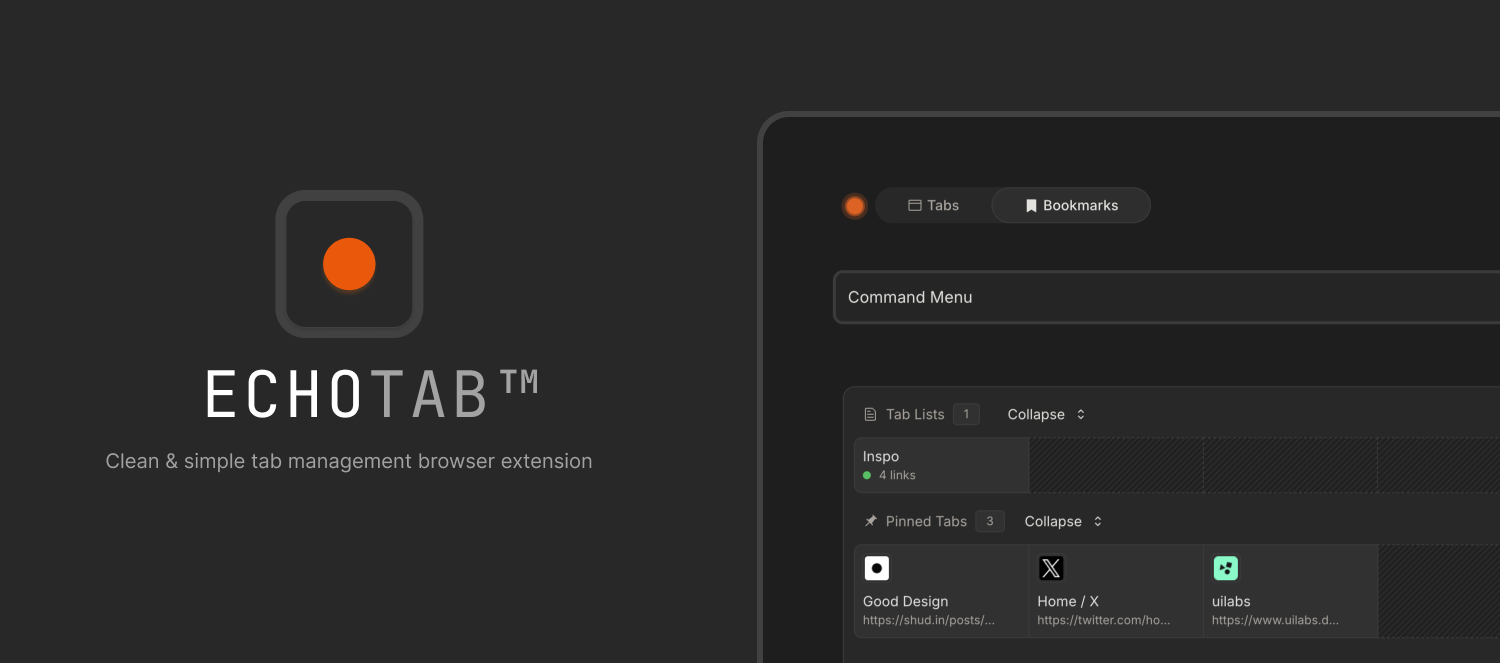 ECHOTAB™
Clean & simple tab management browser extension
Tabs
Bookmarks
Command Menu
Tab Lists 1 Collapse
Inspo
4 links
Pinned Tabs 3 Collapse
Good Design
https://shud.in/posts/...
Home / X
https://twitter.com/ho...
uilabs
https://www.uilabs.d...